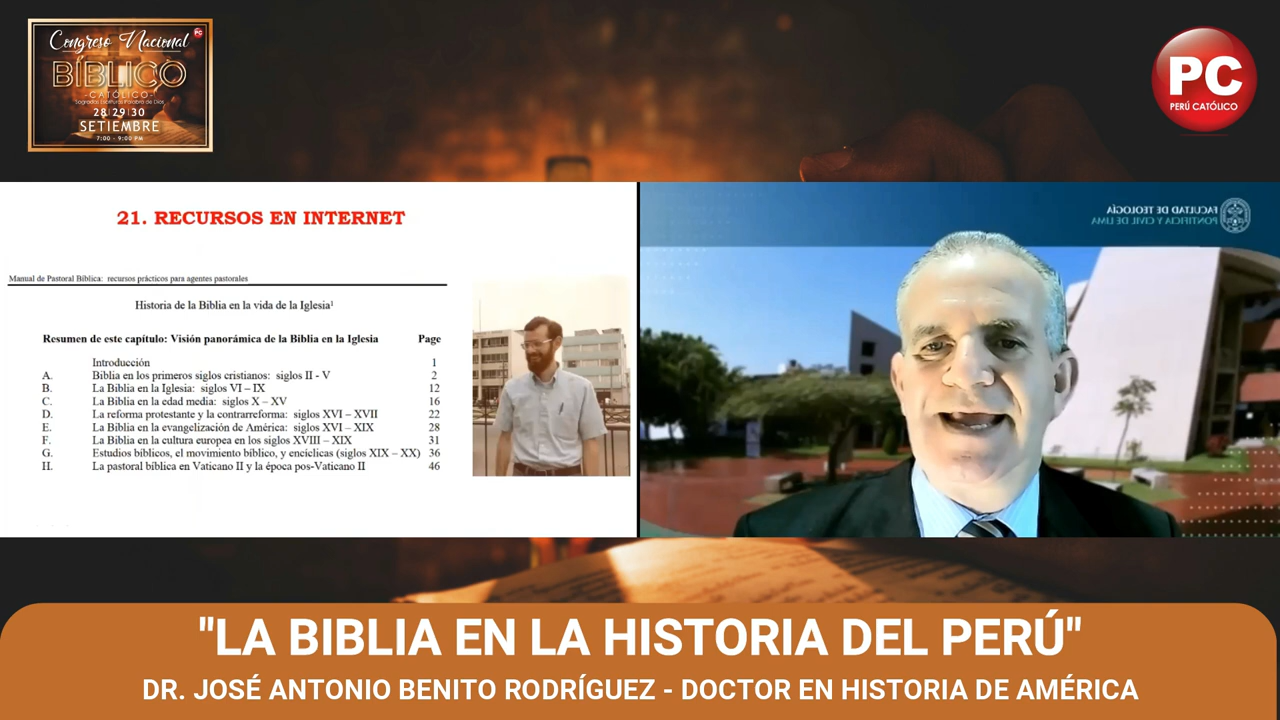 Congreso Nacional
PC
BÍBLICO
-CATÓLICO-
Sagradas Escrituras Palabra de Dios
28|29|30
SETIEMBRE
7:00 - 9:00 PM
PC
PERÚ CATÓLICO
21. RECURSOS EN INTERNET
Manual de Pastoral Bíblica: recursos prácticos para agentes pastorales
Historia de la Biblia en la vida de la Iglesia¹
Resumen de este capítulo: Visión panorámica de la Biblia en la Iglesia Page
Introducción 1
A. Biblia en los primeros siglos cristianos: siglos II - V 2
B. La Biblia en la Iglesia: siglos VI – IX 12
C. La Biblia en la edad media: siglos X – XV 16
D. La reforma protestante y la contrarreforma: siglos XVI – XVII 22
E. La Biblia en la evangelización de América: siglos XVI – XIX 28
F. La Biblia en la cultura europea en los siglos XVIII – XIX 31
G. Estudios bíblicos, el movimiento bíblico, y encíclicas (siglos XIX – XX) 36
H. La pastoral bíblica en Vaticano II y la época pos-Vaticano II 46
FACULTAD DE TEOLOGÍA
PONTIFICIA Y CIVIL DE LIMA
"LA BIBLIA EN LA HISTORIA DEL PERÚ"
DR. JOSÉ ANTONIO BENITO RODRÍGUEZ - DOCTOR EN HISTORIA DE AMÉRICA